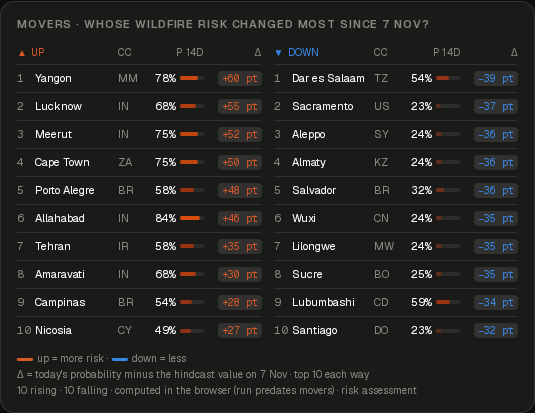 MOVERS · WHOSE WILDFIRE RISK CHANGED MOST SINCE 7 NOV?
▲ UP CC P 14D Δ
1 Yangon MM 78% +60 pt
2 Lucknow IN 68% +55 pt
3 Meerut IN 75% +52 pt
4 Cape Town ZA 75% +50 pt
5 Porto Alegre BR 58% +48 pt
6 Allahabad IN 84% +46 pt
7 Tehran IR 58% +35 pt
8 Amaravati IN 68% +30 pt
9 Campinas BR 54% +28 pt
10 Nicosia CY 49% +27 pt
▼ DOWN CC P 14D Δ
1 Dar es Salaam TZ 54% -39 pt
2 Sacramento US 23% -37 pt
3 Aleppo SY 24% -36 pt
4 Almaty KZ 24% -36 pt
5 Salvador BR 32% -36 pt
6 Wuxi CN 24% -35 pt
7 Lilongwe MW 24% -35 pt
8 Sucre BO 25% -35 pt
9 Lubumbashi CD 59% -34 pt
10 Santiago DO 23% -32 pt
up = more risk · down = less
Δ = today's probability minus the hindcast value on 7 Nov · top 10 each way
10 rising · 10 falling · computed in the browser (run predates movers) · risk assessment